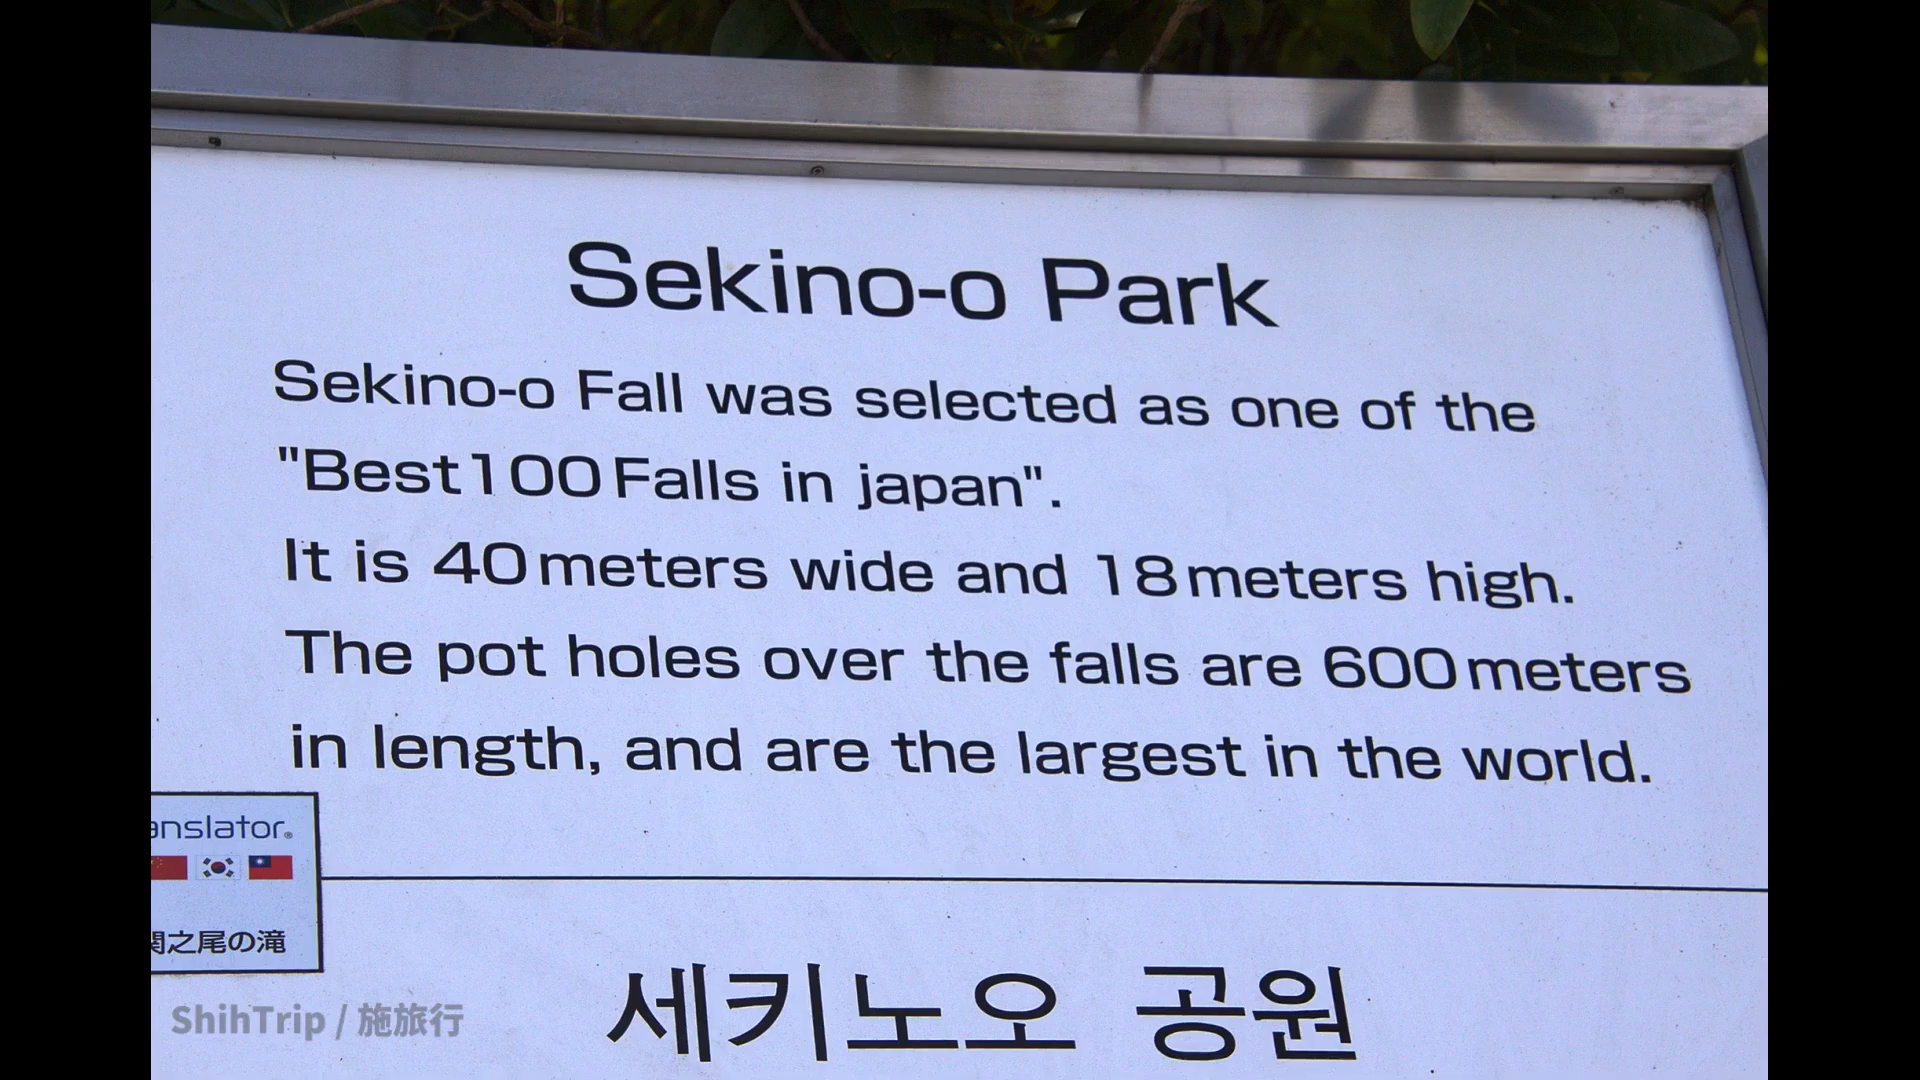 Sekino-o Park
Sekino-o Fall was selected as one of the
"Best100Falls in japan".
It is 40meters wide and 18meters high.
The pot holes over the falls are 600meters
in length, and are the largest in the world.
anslator®
関之尾の滝
세키노오 공원
ShihTrip / 施旅行